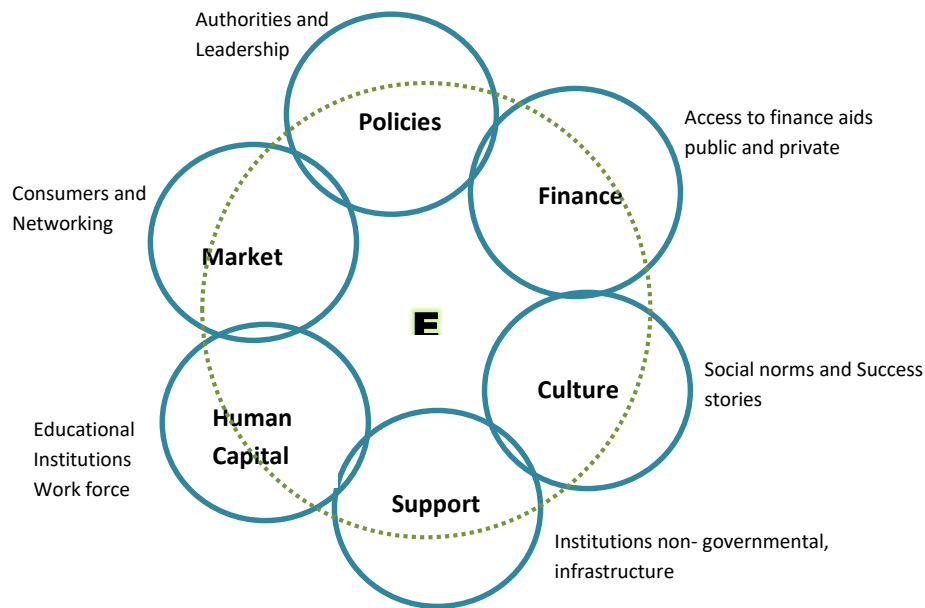 Authorities and
Leadership
Policies
Access to finance aids
public and private
Finance
Consumers and
Networking
Market
E
Culture
Social norms and Success
stories
Human
Capital
Educational
Institutions
Work force
Support
Institutions non- governmental,
infrastructure